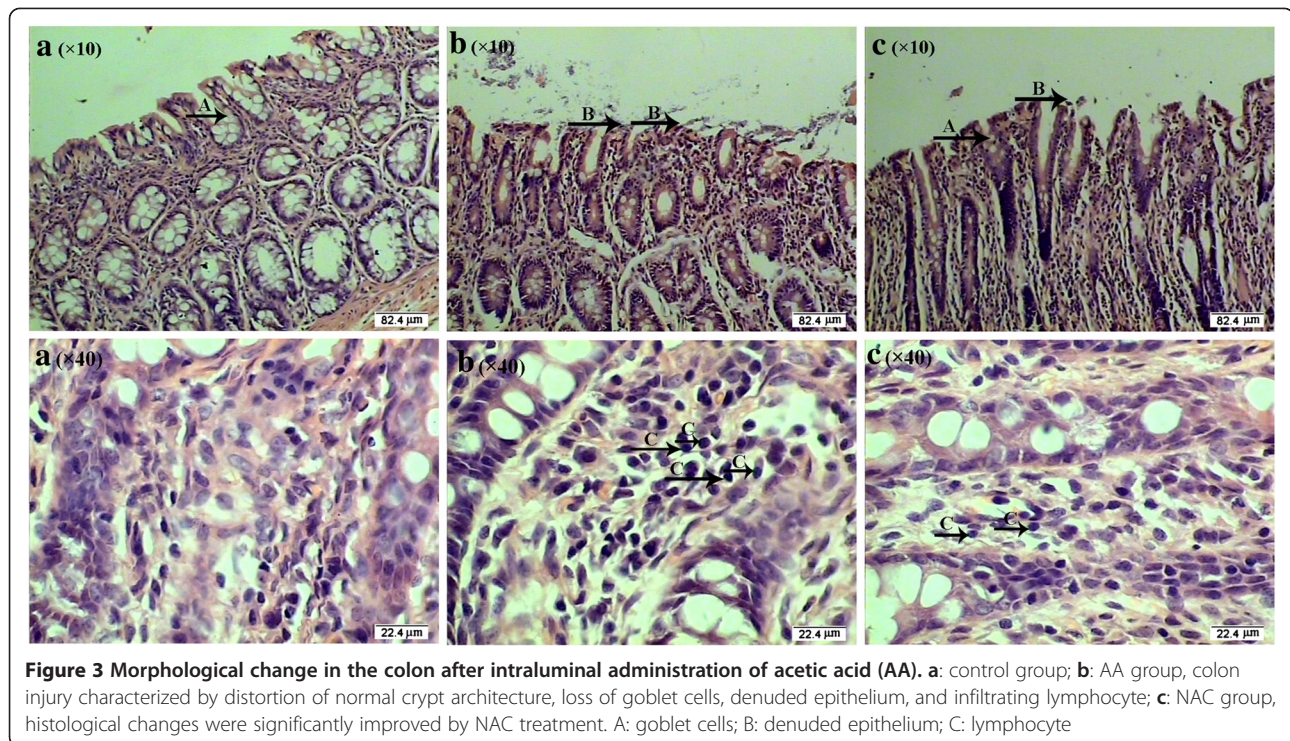 a (×10)
A
82.4 µm
b (×10)
B B
82.4 µm
c (×10)
B
A
82.4 µm
a (×40)
22.4 µm
b (×40)
C
C
C
C
22.4 µm
c (×40)
C C
22.4 µm
Figure 3 Morphological change in the colon after intraluminal administration of acetic acid (AA). a: control group; b: AA group, colon
injury characterized by distortion of normal crypt architecture, loss of goblet cells, denuded epithelium, and infiltrating lymphocyte; c: NAC group,
histological changes were significantly improved by NAC treatment. A: goblet cells; B: denuded epithelium; C: lymphocyte